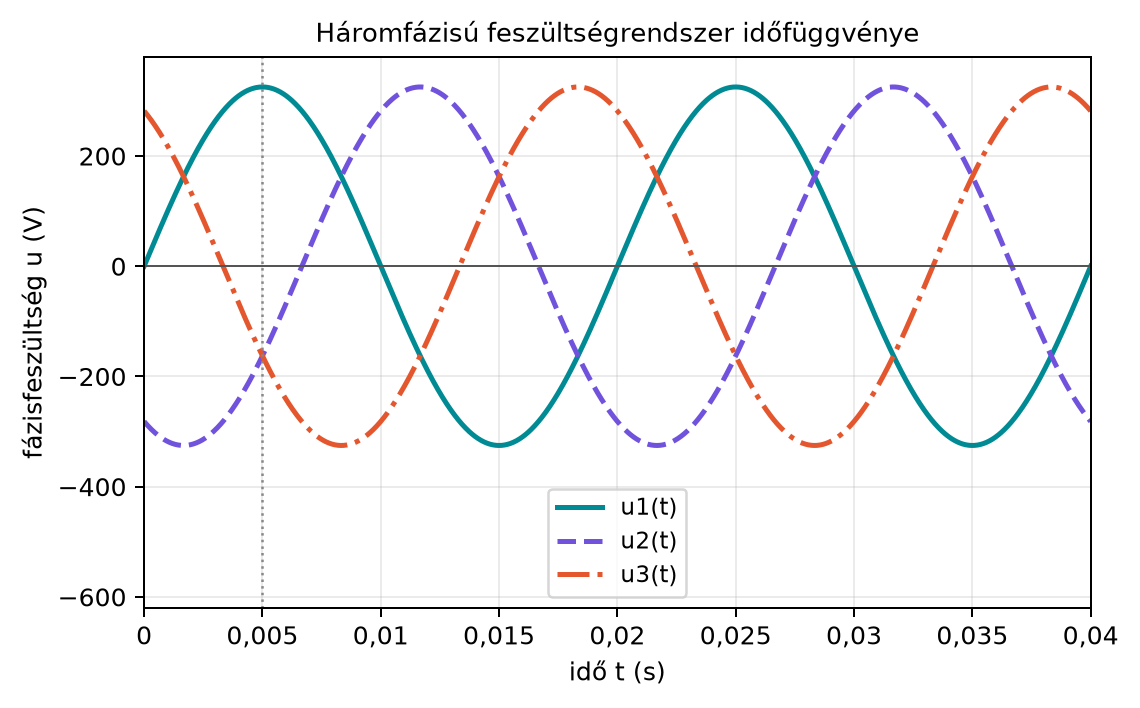 Háromfázisú feszültségrendszer időfüggvénye
fázisfeszültség u (V)
200
0
−200
−400
−600
u1(t)
u2(t)
u3(t)
0 0,005 0,01 0,015 0,02 0,025 0,03 0,035 0,04
idő t (s)